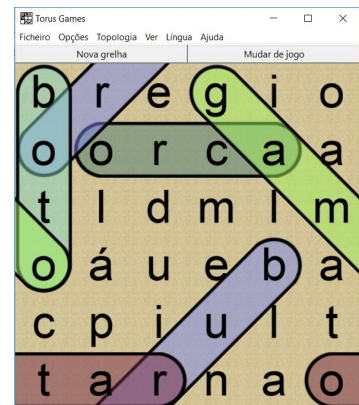 Torus Games
Ficheiro Opções Topologia Ver Língua Ajuda
Nova grelha Mudar de jogo
b r e g i o
o o r c a a
t l d m l m
o á u e b a
c p i u l t
t a r n a o